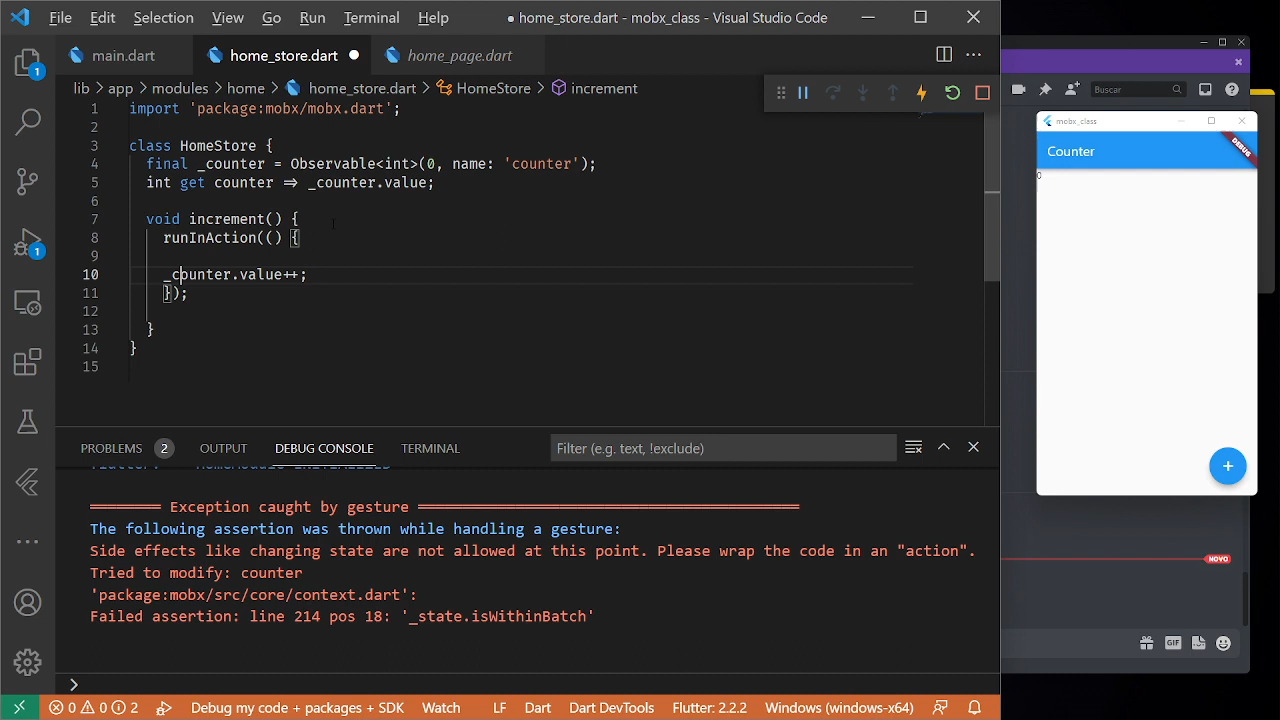 File Edit Selection View Go Run Terminal Help
● home_store.dart - mobx_class - Visual Studio Code
main.dart
home_store.dart ●
home_page.dart
lib > app > modules > home > home_store.dart > HomeStore > increment
1 import 'package:mobx/mobx.dart';
2
3 class HomeStore {
4 final _counter = Observable<int>(0, name: 'counter');
5 int get counter => _counter.value;
6
7 void increment() {
8 runInAction(() {
9
10 _counter.value++;
11 });
12
13 }
14 }
15
1
1
PROBLEMS 2 OUTPUT DEBUG CONSOLE TERMINAL
Filter (e.g. text, !exclude)
════════ Exception caught by gesture ═══════════════════════════════════════════
The following assertion was thrown while handling a gesture:
Side effects like changing state are not allowed at this point. Please wrap the code in an "action".
Tried to modify: counter
'package:mobx/src/core/context.dart':
Failed assertion: line 214 pos 18: '_state.isWithinBatch'
>
0 0 2 Debug my code + packages + SDK Watch LF Dart Dart DevTools Flutter: 2.2.2 Windows (windows-x64)
Buscar
mobx_class
Counter
DEBUG
0
+
NOVO
GIF